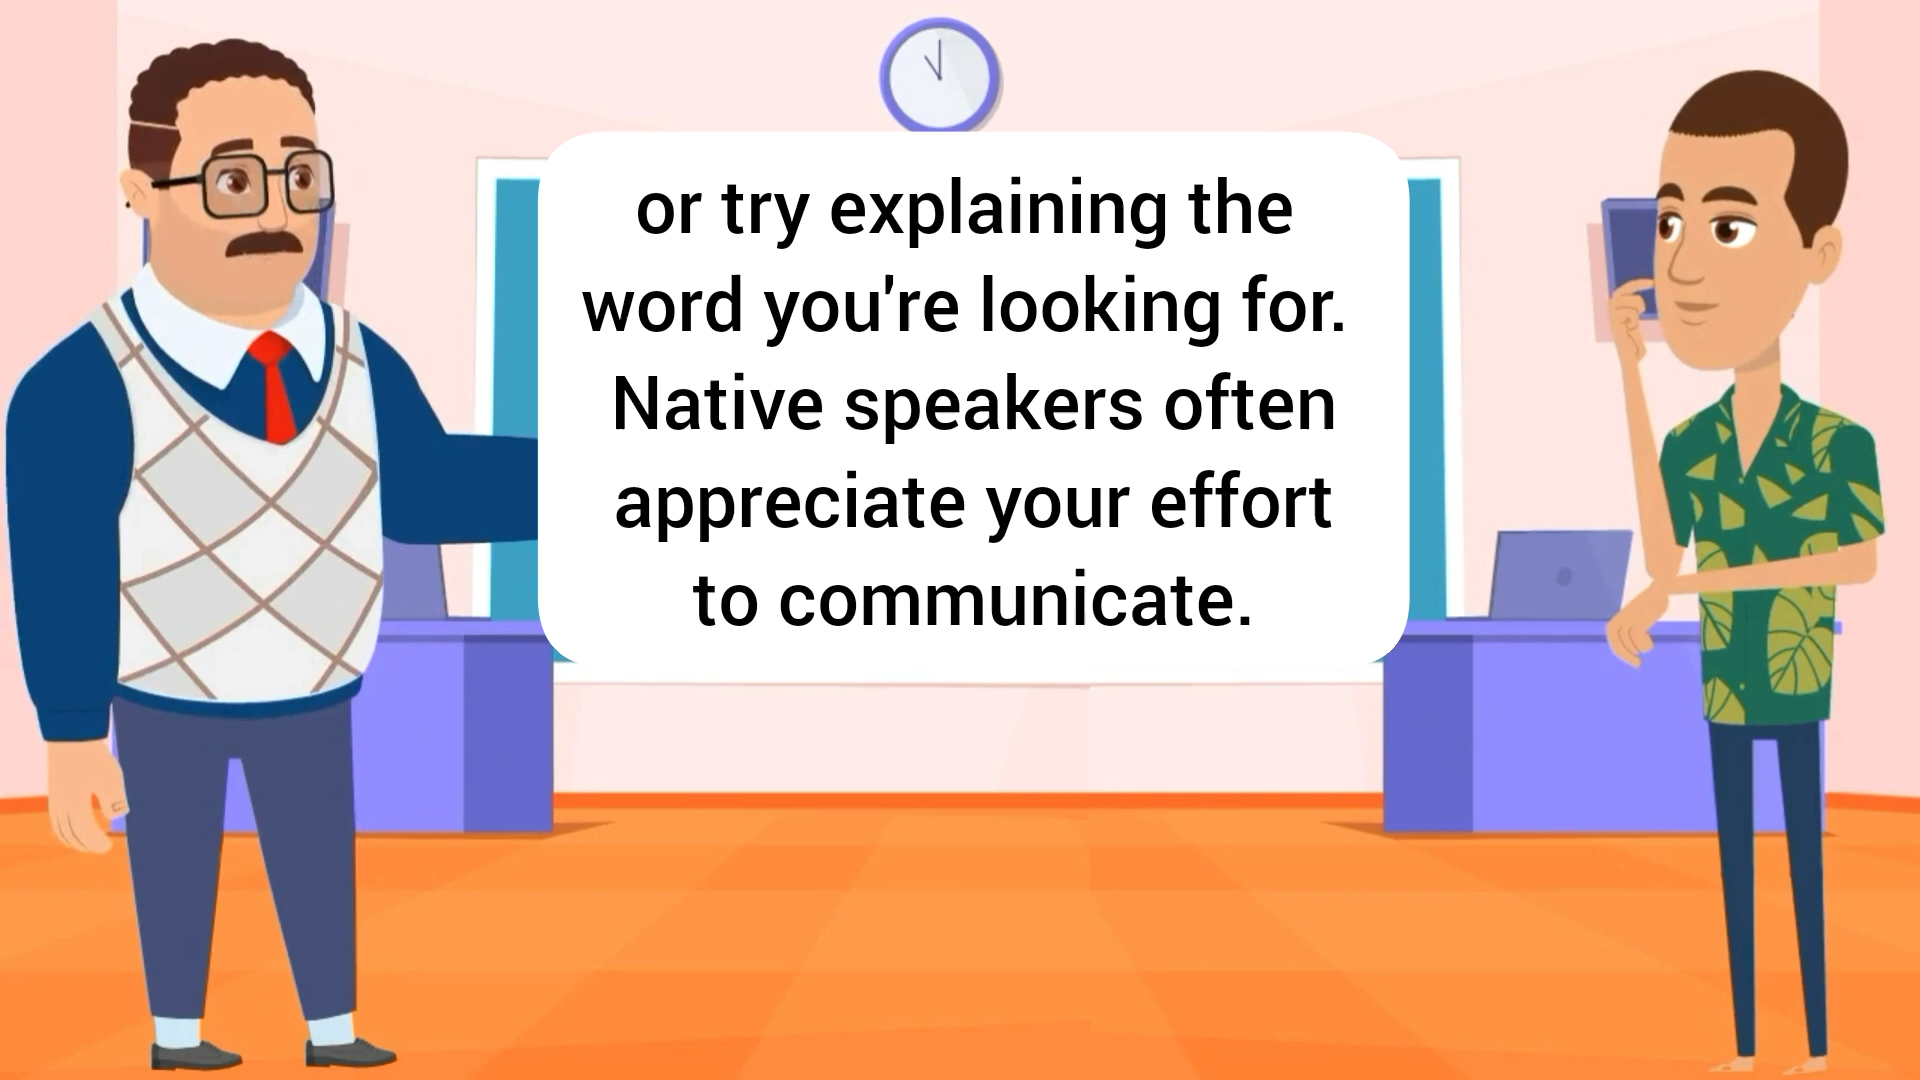 or try explaining the
word you're looking for.
Native speakers often
appreciate your effort
to communicate.